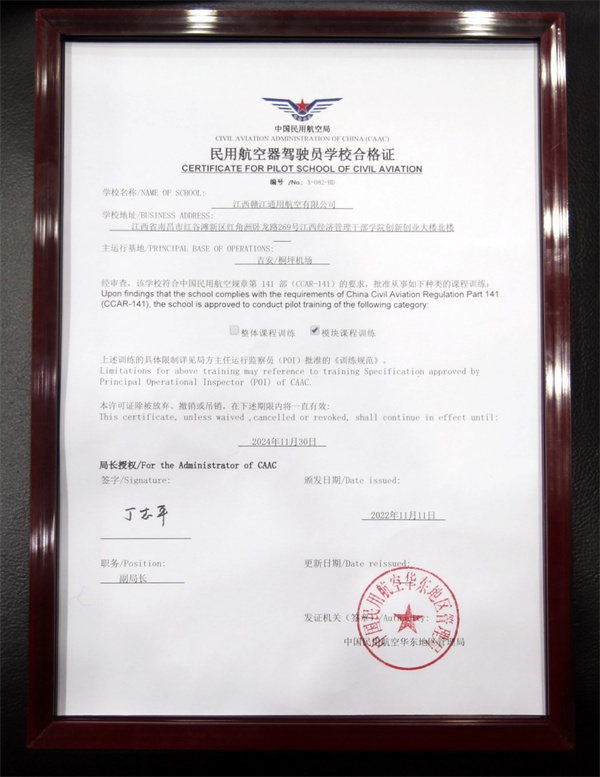 中国民用航空局
CIVIL AVIATION ADMINISTRATION OF CHINA (CAAC)
民用航空器驾驶员学校合格证
CERTIFICATE FOR PILOT SCHOOL OF CIVIL AVIATION
编号 /No:
学校名称/NAME OF SCHOOL:
江西赣江通用航空有限公司
学校地址/BUSINESS ADDRESS:
江西省南昌市红谷滩新区红角洲卧龙路269号江西经济管理干部学院创新创业大楼北楼
主运行基地/PRINCIPAL BASE OF OPERATIONS:
吉安/桐坪机场
经审查，该学校符合中国民用航空规章第 141 部（CCAR-141）的要求，批准从事如下种类的课程训练：
Upon findings that the school complies with the requirements of China Civil Aviation Regulation Part 141
(CCAR-141), the school is approved to conduct pilot training of the following category:
整体课程训练 模块课程训练
上述训练的具体限制详见局方主任运行监察员（POI）批准的《训练规范》。
Limitations for above training may reference to training Specification approved by
Principal Operational Inspector (POI) of CAAC.
本许可证除被放弃、撤销或吊销，在下述期限内将一直有效:
This certificate, unless waived ,cancelled or revoked, shall continue in effect until:
2024年11月30日
局长授权/For the Administrator of CAAC
签字/Signature: 颁发日期/Date issued:
丁志平
2022年11月11日
职务/Position: 更新日期/Date reissued:
副局长
发证机关（签章）/Authority:
中国民用航空华东地区管理局
中国民用航空华东地区管理局